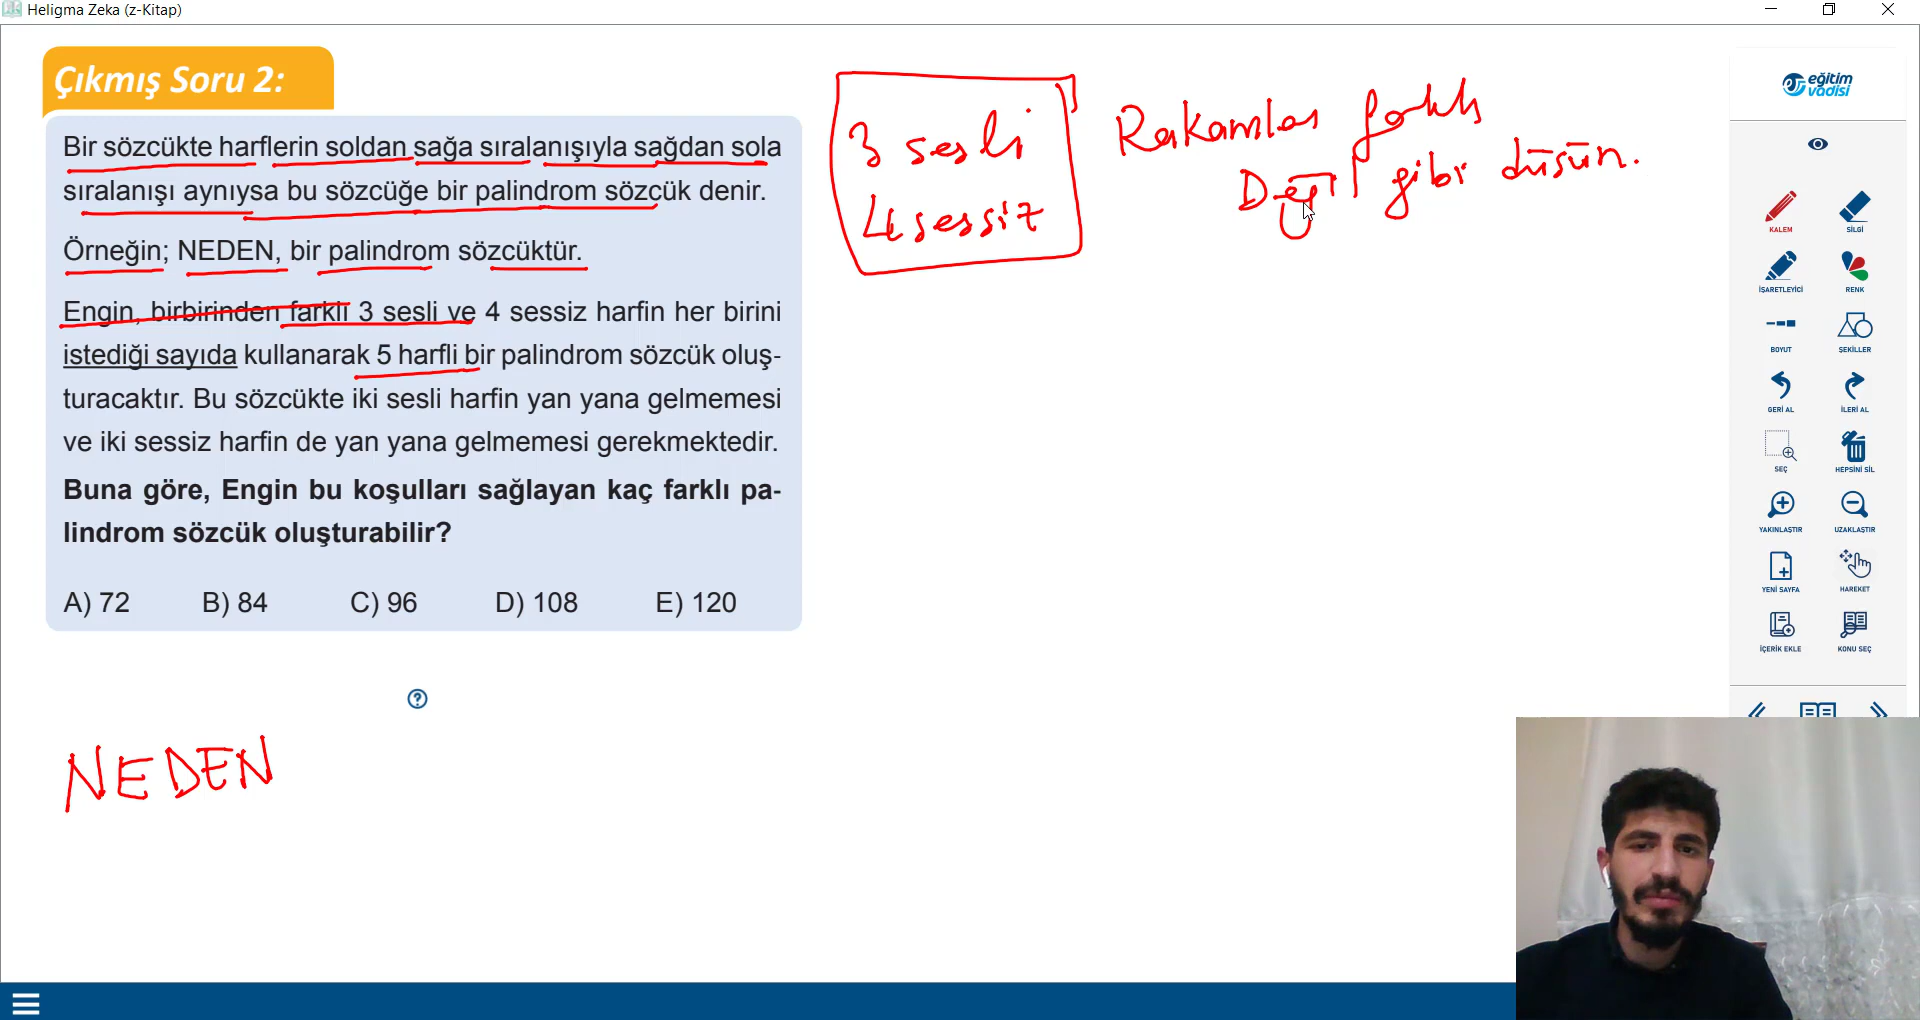 Heligma Zeka (z-Kitap)
Çıkmış Soru 2:
Bir sözcükte harflerin soldan sağa sıralanışıyla sağdan sola
sıralanışı aynıysa bu sözcüğe bir palindrom sözcük denir.
Örneğin; NEDEN, bir palindrom sözcüktür.
Engin, birbirinden farklı 3 sesli ve 4 sessiz harfin her birini
istediği sayıda kullanarak 5 harfli bir palindrom sözcük oluş-
turacaktır. Bu sözcükte iki sesli harfin yan yana gelmemesi
ve iki sessiz harfin de yan yana gelmemesi gerekmektedir.
Buna göre, Engin bu koşulları sağlayan kaç farklı pa-
lindrom sözcük oluşturabilir?
A) 72 B) 84 C) 96 D) 108 E) 120
NEDEN
3 sesli
4 sessiz
Rakamlar farklı
Değil gibi düşün.
eğitim
vadisi
KALEM SİLGİ
İŞARETLEYİCİ RENK
BOYUT ŞEKİLLER
GERİ AL İLERİ AL
SEÇ HEPSİNİ SİL
YAKINLAŞTIR UZAKLAŞTIR
YENİ SAYFA HAREKET
İÇERİK EKLE KONU SEÇ